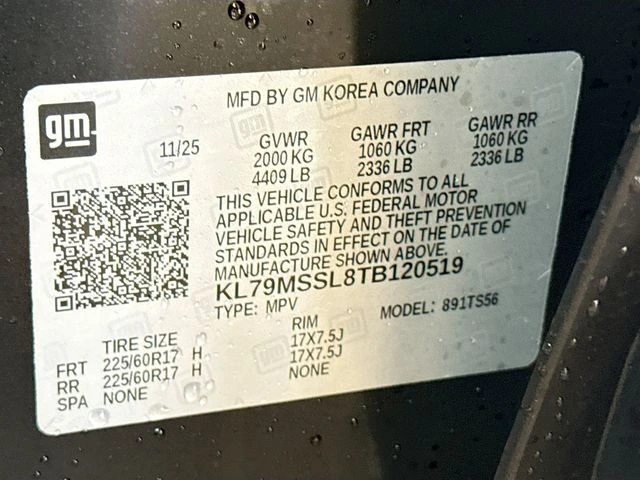 MFD BY GM KOREA COMPANY
gm
11/25
GVWR GAWR FRT GAWR RR
2000 KG 1060 KG 1060 KG
4409 LB 2336 LB 2336 LB
THIS VEHICLE CONFORMS TO ALL
APPLICABLE U.S. FEDERAL MOTOR
VEHICLE SAFETY AND THEFT PREVENTION
STANDARDS IN EFFECT ON THE DATE OF
MANUFACTURE SHOWN ABOVE.
KL79MSSL8TB120519
TYPE: MPV MODEL: 891TS56
TIRE SIZE RIM
FRT 225/60R17 H 17X7.5J
RR 225/60R17 H 17X7.5J
SPA NONE NONE